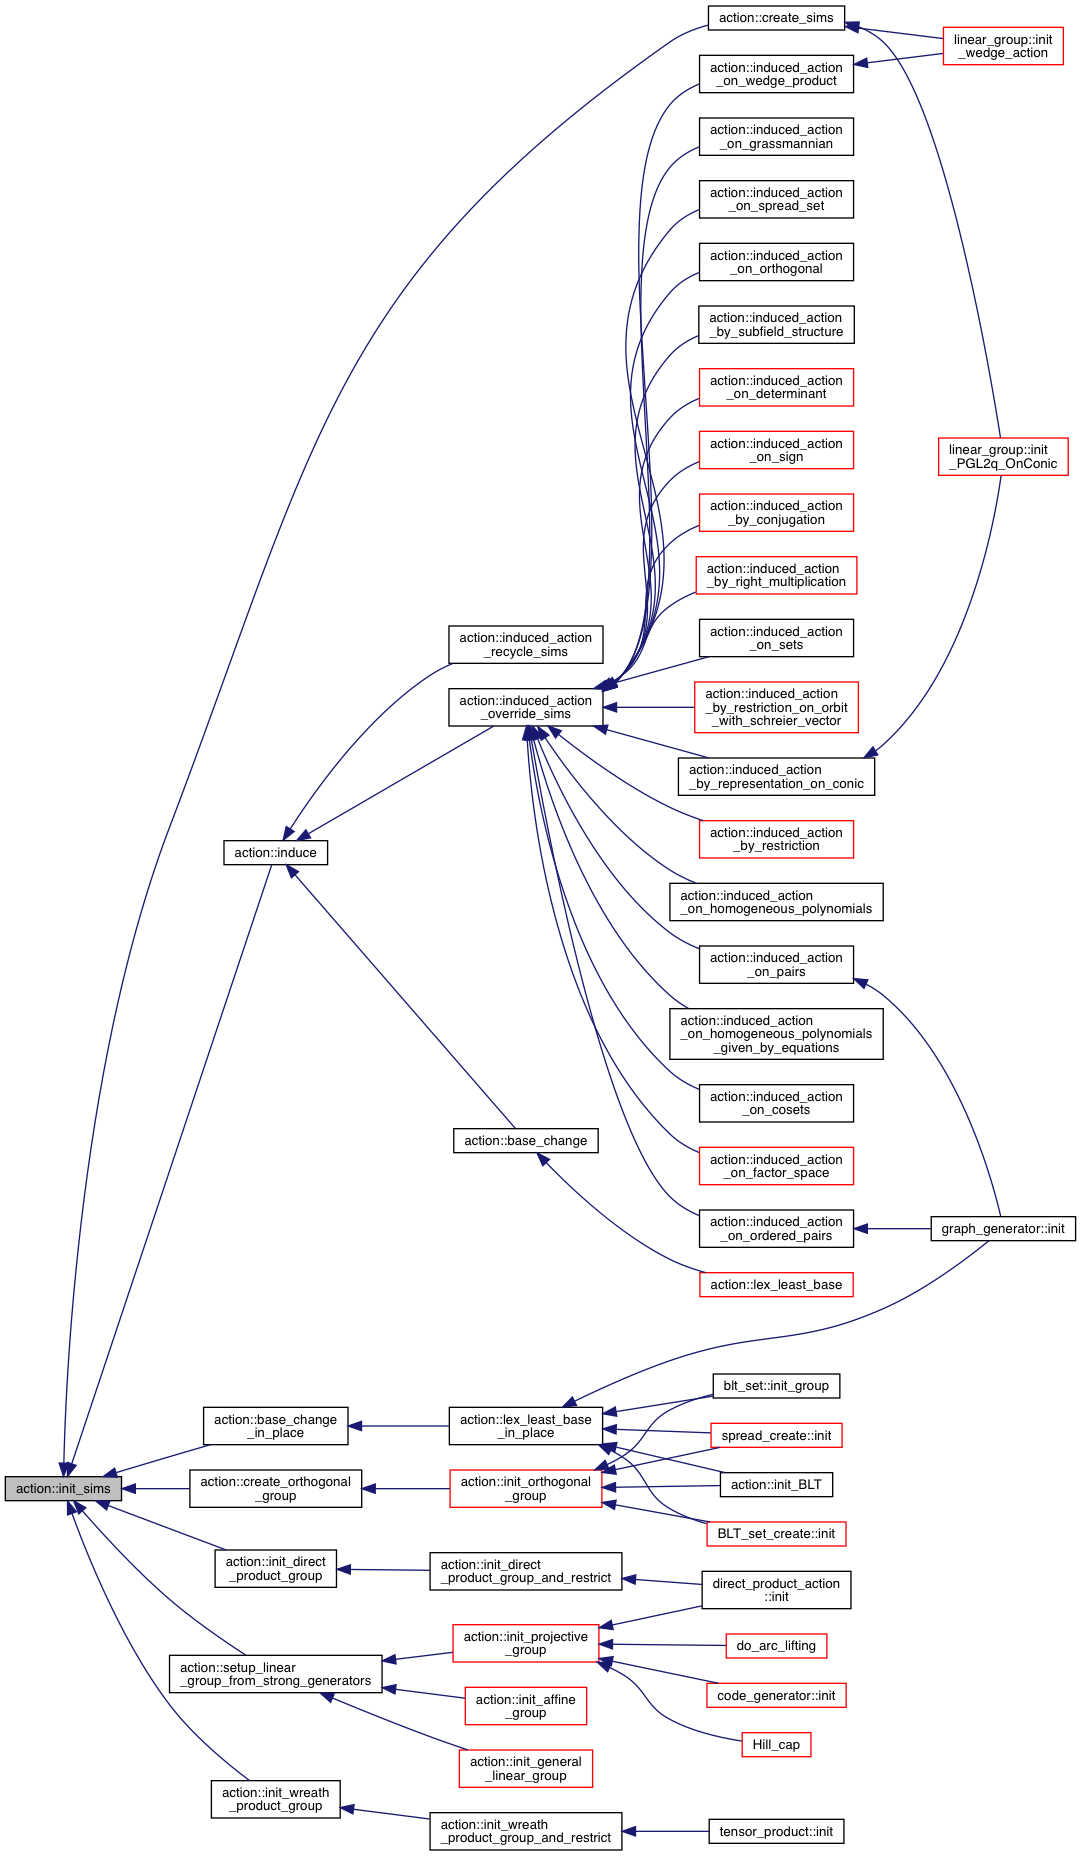 action::create_sims
linear_group::init
_wedge_action
action::induced_action
_on_wedge_product
action::induced_action
_on_grassmannian
action::induced_action
_on_spread_set
action::induced_action
_on_orthogonal
action::induced_action
_by_subfield_structure
action::induced_action
_on_determinant
action::induced_action
_on_sign
linear_group::init
_PGL2q_OnConic
action::induced_action
_by_conjugation
action::induced_action
_by_right_multiplication
action::induced_action
_on_sets
action::induced_action
_recycle_sims
action::induced_action
_override_sims
action::induced_action
_by_restriction_on_orbit
_with_schreier_vector
action::induced_action
_by_representation_on_conic
action::induced_action
_by_restriction
action::induce
action::induced_action
_on_homogeneous_polynomials
action::induced_action
_on_pairs
action::induced_action
_on_homogeneous_polynomials
_given_by_equations
action::induced_action
_on_cosets
action::base_change
action::induced_action
_on_factor_space
action::induced_action
_on_ordered_pairs
graph_generator::init
action::lex_least_base
blt_set::init_group
action::base_change
_in_place
action::lex_least_base
_in_place
spread_create::init
action::init_sims
action::create_orthogonal
_group
action::init_orthogonal
_group
action::init_BLT
BLT_set_create::init
action::init_direct
_product_group
action::init_direct
_product_group_and_restrict
direct_product_action
::init
action::init_projective
_group
do_arc_lifting
action::setup_linear
_group_from_strong_generators
action::init_affine
_group
code_generator::init
Hill_cap
action::init_general
_linear_group
action::init_wreath
_product_group
action::init_wreath
_product_group_and_restrict
tensor_product::init